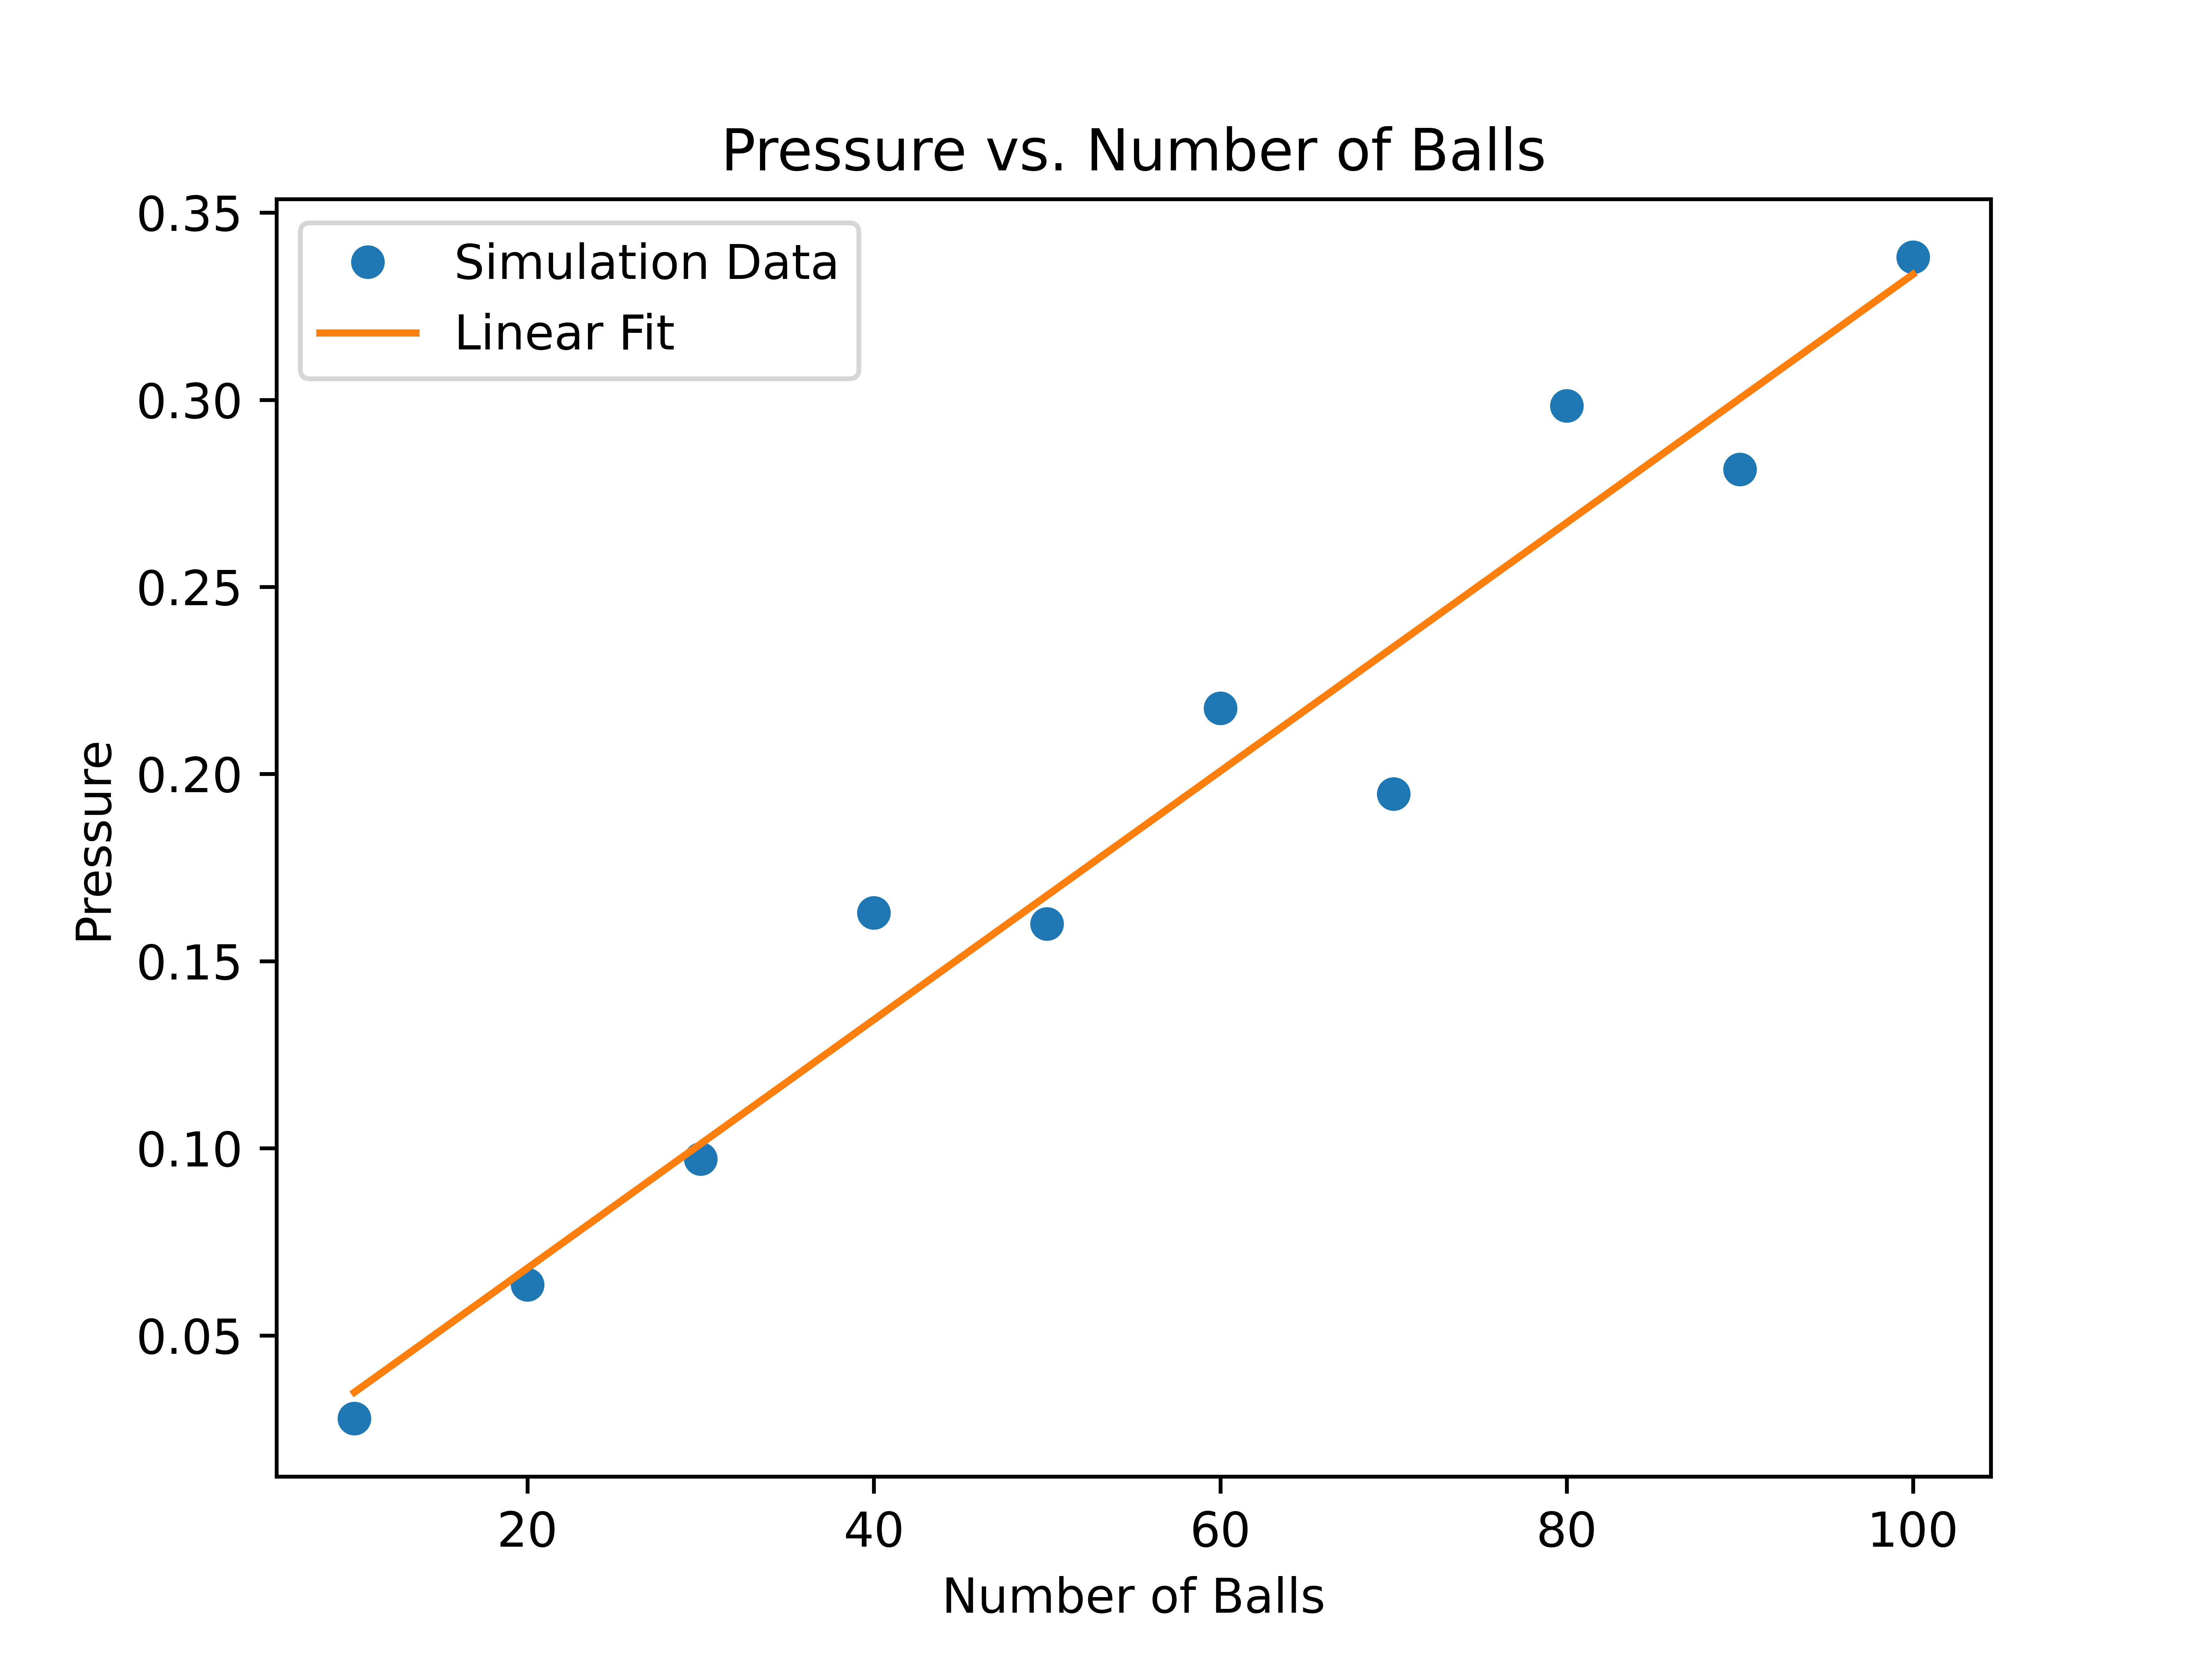 Pressure vs. Number of Balls
0.35
0.30
0.25
0.20
0.15
0.10
0.05
Simulation Data
Linear Fit
Pressure
20 40 60 80 100
Number of Balls